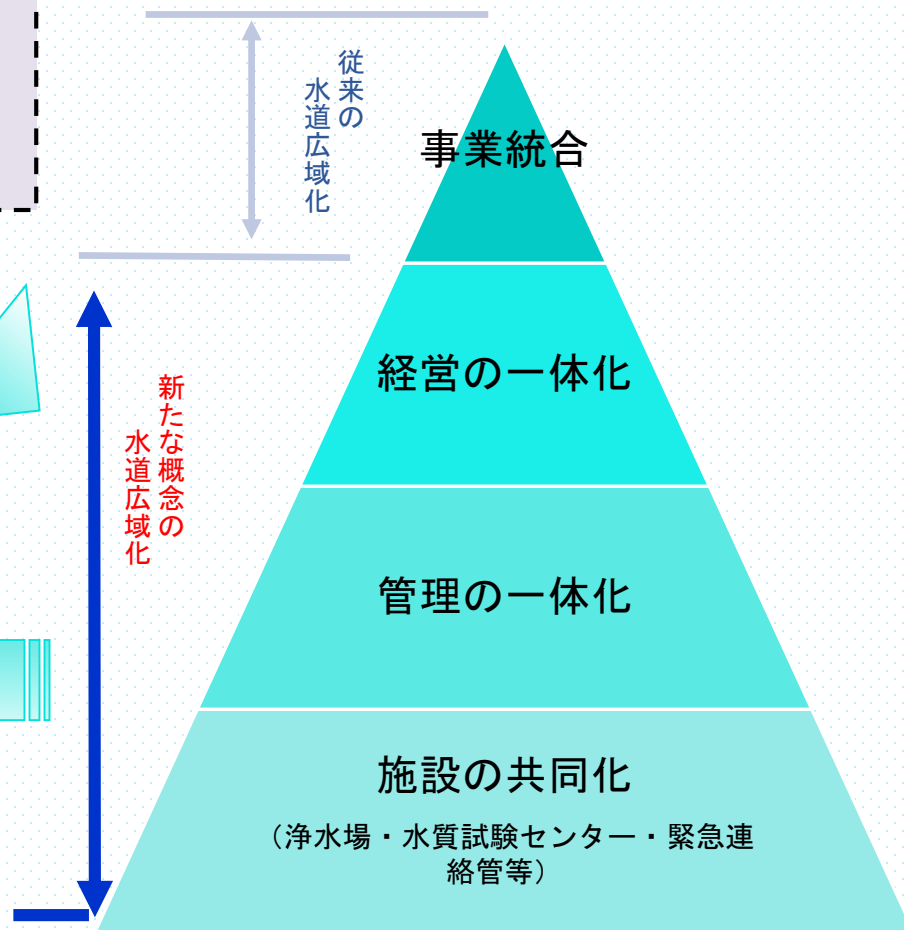 従来の
水道広域化
事業統合
新たな概念の
水道広域化
経営の一体化
管理の一体化
施設の共同化
（浄水場・水質試験センター・緊急連
絡管等）